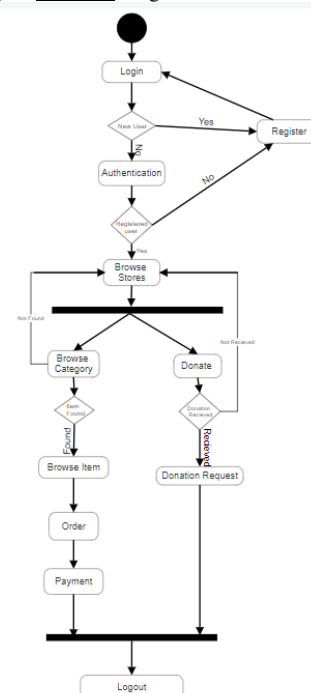 Login
New User
Yes
Register
No
Authentication
No
Registered
user
Yes
Browse
Stores
Not Found
Not Recieved
Browse
Category
Donate
Item
Found
Donation
Recieved
Found
Recieved
Browse Item
Donation Request
Order
Payment
Logout